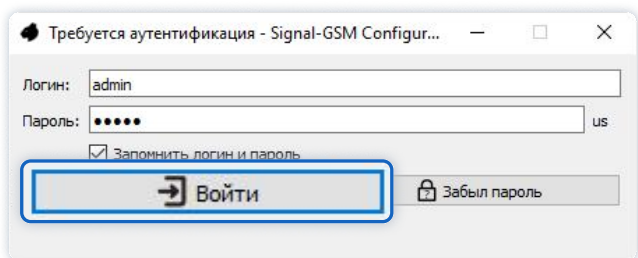 Требуется аутентификация - Signal-GSM Configur...
Логин: admin
Пароль: ●●●●● us
Запомнить логин и пароль
Войти Забыл пароль